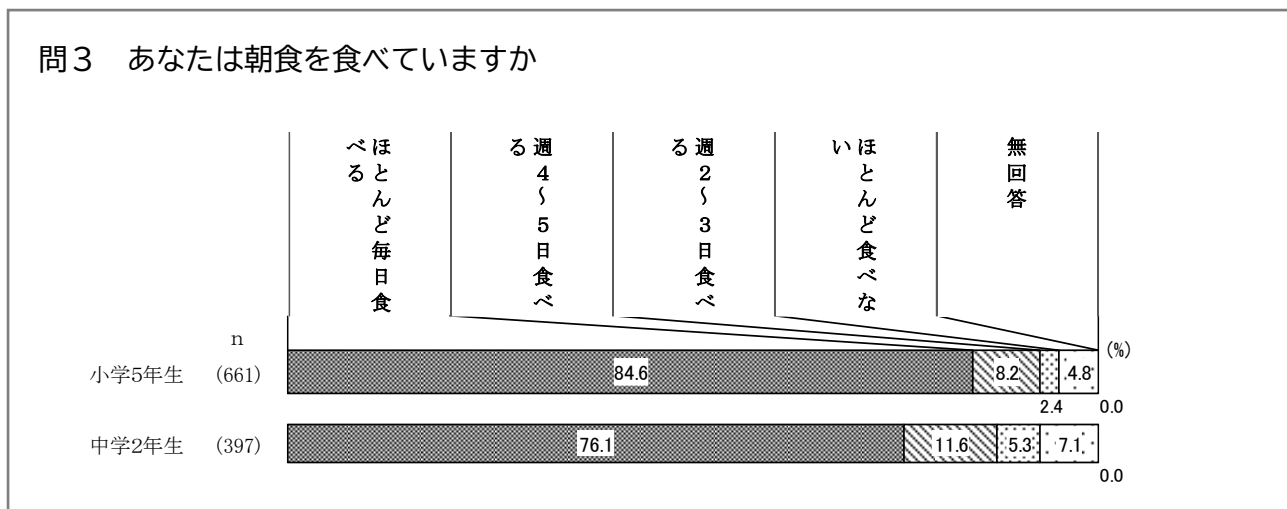 問３　あなたは朝食を食べていますか
ほとんど毎日食
べる
週４～５日食べ
る
週２～３日食べ
る
ほとんど食べな
い
無回答
n
(%)
小学5年生 (661) 84.6 8.2 4.8
2.4 0.0
中学2年生 (397) 76.1 11.6 5.3 7.1
0.0